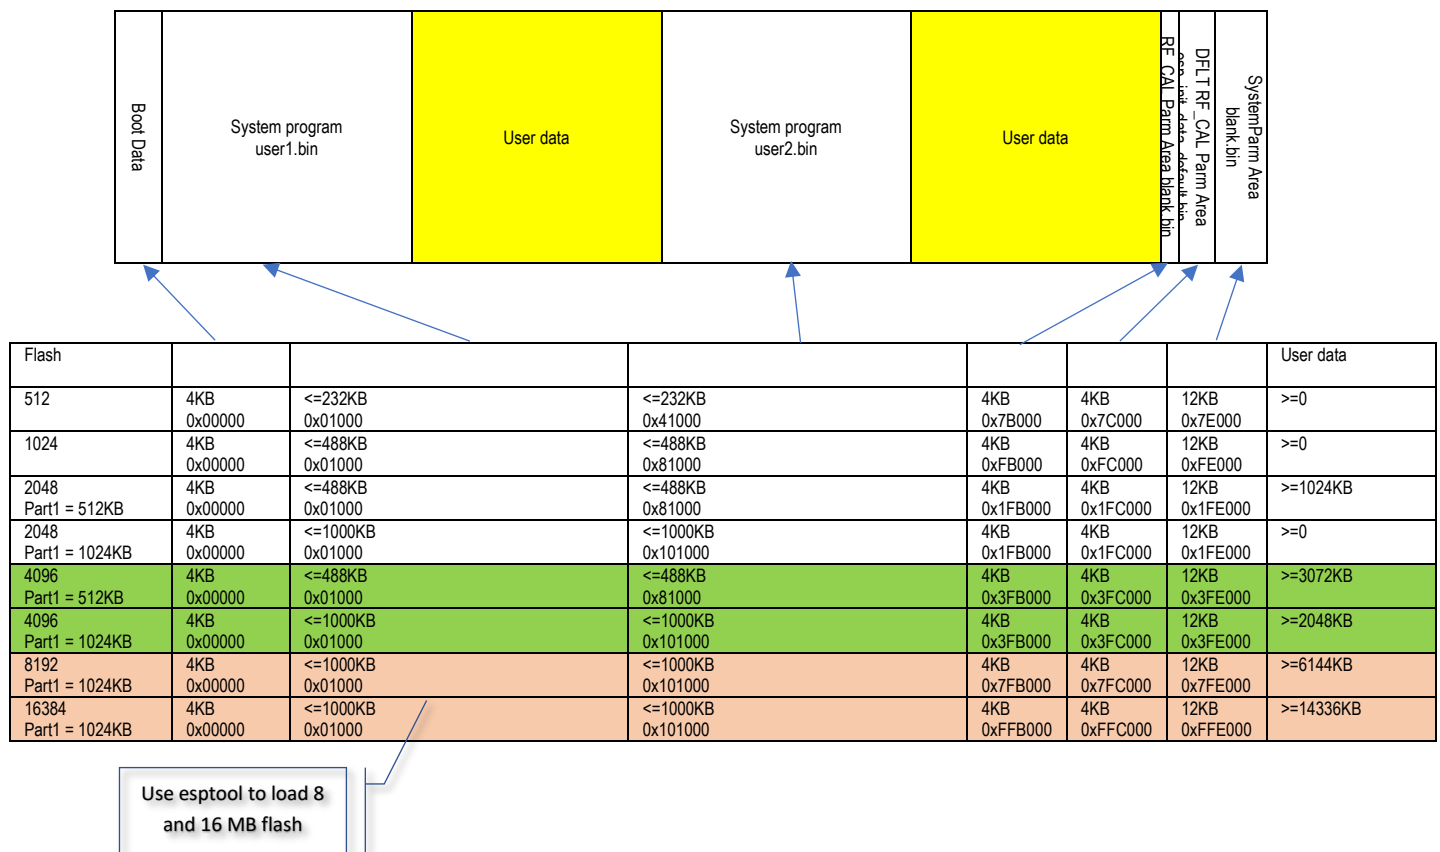 Boot Data
System program
user1.bin
User data
System program
user2.bin
User data
RF_CAL Parm Area blank.bin
DFLT RF_CAL Parm Area
esp_init_data_default.bin
SystemParm Area
blank.bin
Flash User data
512 4KB <=232KB <=232KB 4KB 4KB 12KB >=0
0x00000 0x01000 0x41000 0x7B000 0x7C000 0x7E000
1024 4KB <=488KB <=488KB 4KB 4KB 12KB >=0
0x00000 0x01000 0x81000 0xFB000 0xFC000 0xFE000
2048 4KB <=488KB <=488KB 4KB 4KB 12KB >=1024KB
Part1 = 512KB 0x00000 0x01000 0x81000 0x1FB000 0x1FC000 0x1FE000
2048 4KB <=1000KB <=1000KB 4KB 4KB 12KB >=0
Part1 = 1024KB 0x00000 0x01000 0x101000 0x1FB000 0x1FC000 0x1FE000
4096 4KB <=488KB <=488KB 4KB 4KB 12KB >=3072KB
Part1 = 512KB 0x00000 0x01000 0x81000 0x3FB000 0x3FC000 0x3FE000
4096 4KB <=1000KB <=1000KB 4KB 4KB 12KB >=2048KB
Part1 = 1024KB 0x00000 0x01000 0x101000 0x3FB000 0x3FC000 0x3FE000
8192 4KB <=1000KB <=1000KB 4KB 4KB 12KB >=6144KB
Part1 = 1024KB 0x00000 0x01000 0x101000 0x7FB000 0x7FC000 0x7FE000
16384 4KB <=1000KB <=1000KB 4KB 4KB 12KB >=14336KB
Part1 = 1024KB 0x00000 0x01000 0x101000 0xFFB000 0xFFC000 0xFFE000
Use esptool to load 8
and 16 MB flash